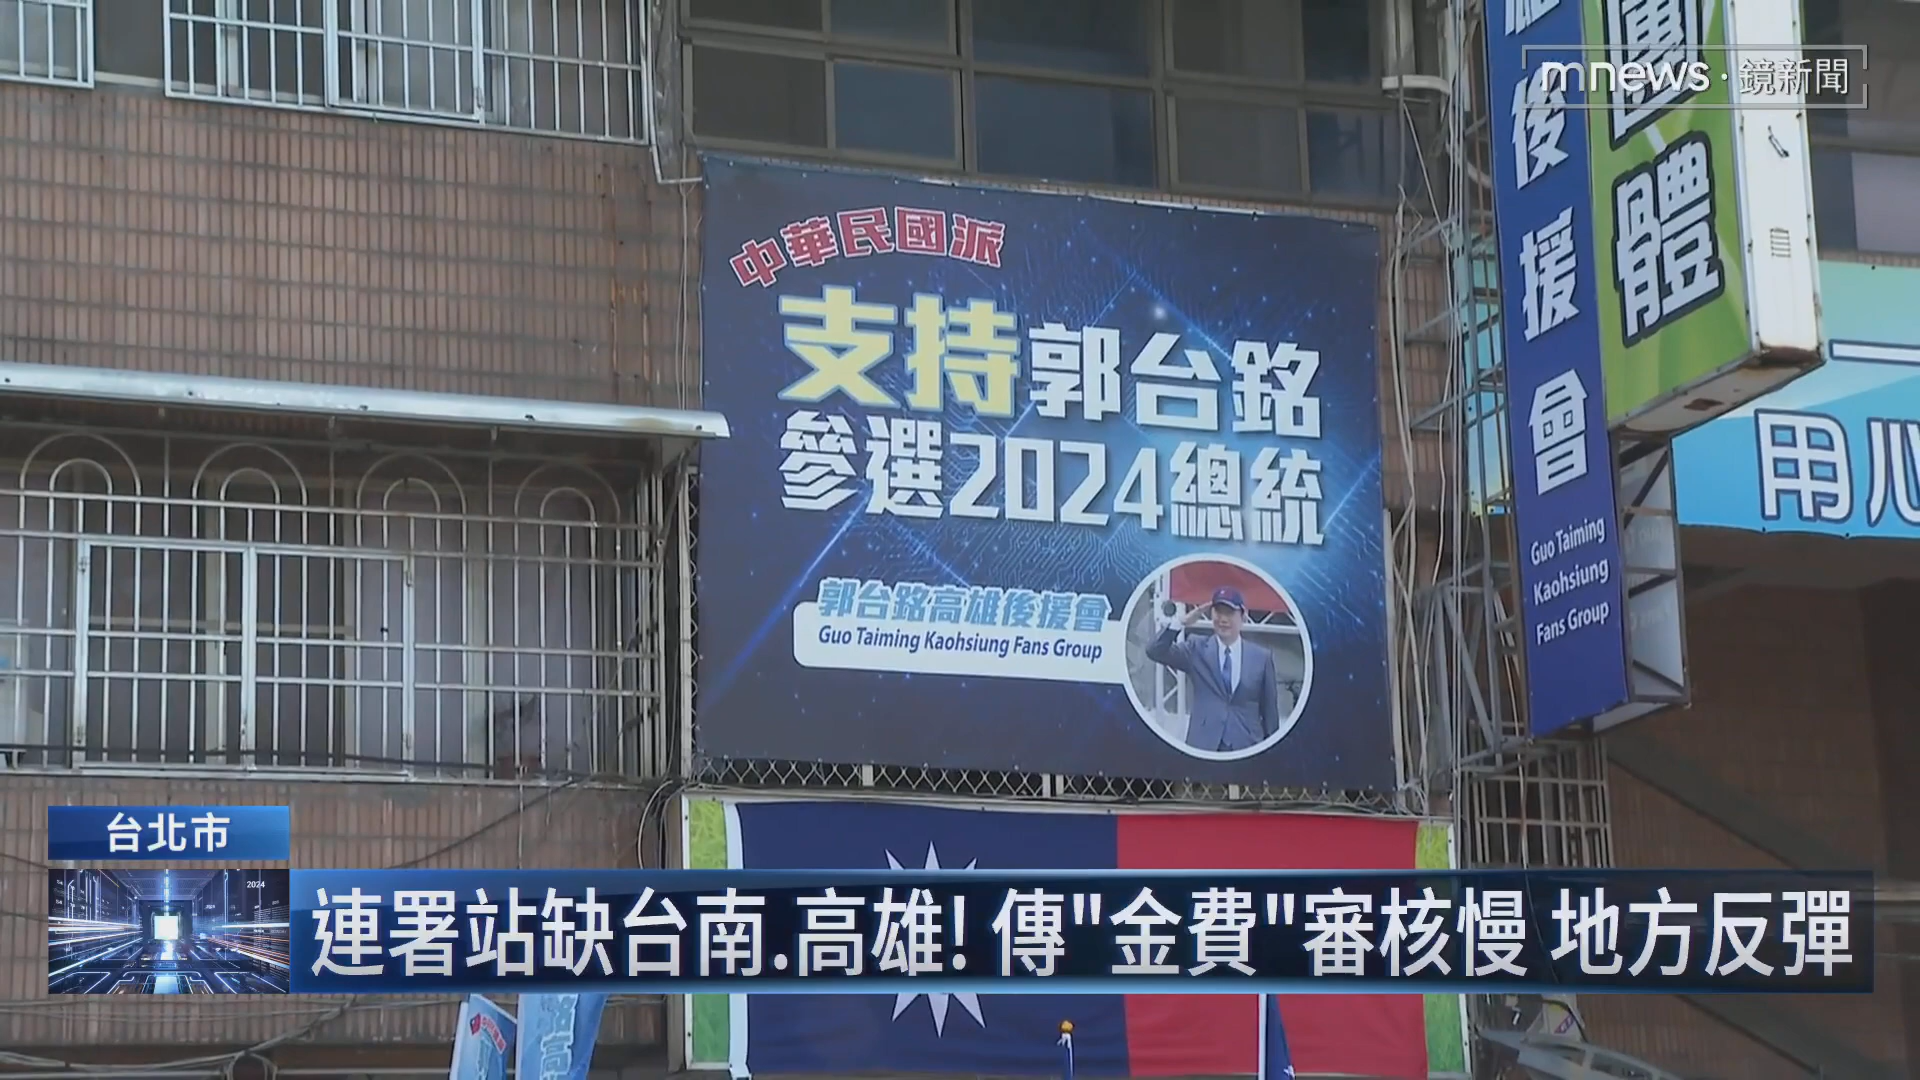 mnews · 鏡新聞
團體
後援會
Guo Taiming
Kaohsiung
Fans Group
用心
中華民國派
支持郭台銘
參選2024總統
郭台銘高雄後援會
Guo Taiming Kaohsiung Fans Group
台北市
2024
連署站缺台南.高雄! 傳"金費"審核慢 地方反彈